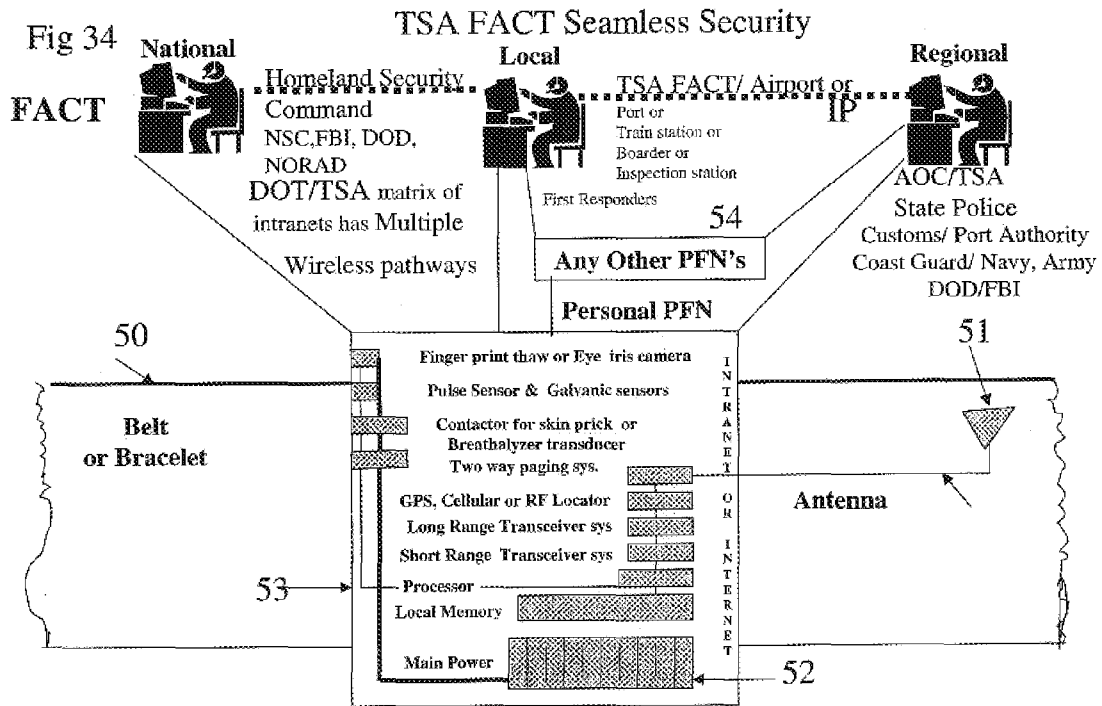 TSA FACT Seamless Security
Fig 34
National
Local
Regional
FACT
Homeland Security
Command
NSC,FBI, DOD,
NORAD
DOT/TSA matrix of
intranets has Multiple
Wireless pathways
TSA FACT/ Airport or
IP
Port or
Train station or
Boarder or
Inspection station
First Responders
AOC/TSA
State Police
Customs/ Port Authority
Coast Guard/ Navy, Army
DOD/FBI
54
Any Other PFN's
Personal PFN
50
51
Belt
or Bracelet
Finger print thaw or Eye iris camera
Pulse Sensor & Galvanic sensors
Contactor for skin prick or
Breathalyzer transducer
Two way paging sys.
GPS, Cellular or RF Locator
Long Range Transceiver sys
Short Range Transceiver sys
Processor
Local Memory
Main Power
INTRANET OR INTERNET
Antenna
53
52